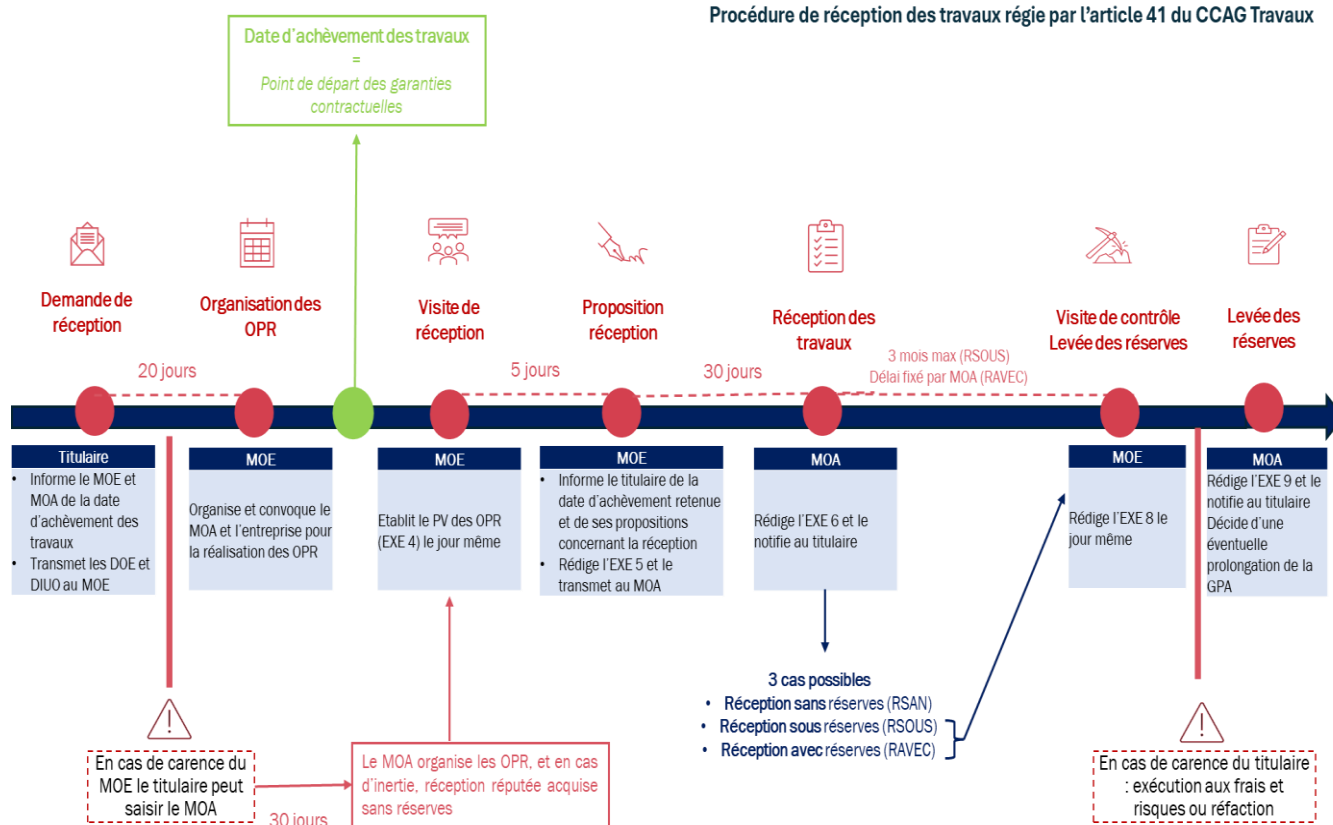 Procédure de réception des travaux régie par l'article 41 du CCAG Travaux
Date d'achèvement des travaux
=
Point de départ des garanties
contractuelles
Demande de
réception
Organisation des
OPR
Visite de
réception
Proposition
réception
Réception des
travaux
Visite de contrôle
Levée des réserves
Levée des
réserves
20 jours
5 jours
30 jours
3 mois max (RSOUS)
Délai fixé par MOA (RAVEC)
Titulaire
• Informe le MOE et
MOA de la date
d'achèvement des
travaux
• Transmet les DOE et
DIUO au MOE
MOE
Organise et convoque le
MOA et l'entreprise pour
la réalisation des OPR
MOE
Etablit le PV des OPR
(EXE 4) le jour même
MOE
• Informe le titulaire de la
date d'achèvement retenue
et de ses propositions
concernant la réception
• Rédige l'EXE 5 et le
transmet au MOA
MOA
Rédige l'EXE 6 et le
notifie au titulaire
MOE
Rédige l'EXE 8 le
jour même
MOA
Rédige l'EXE 9 et le
notifie au titulaire
Décide d'une
éventuelle
prolongation de la
GPA
3 cas possibles
• Réception sans réserves (RSAN)
• Réception sous réserves (RSOUS)
• Réception avec réserves (RAVEC)
En cas de carence du
MOE le titulaire peut
saisir le MOA
30 jours
Le MOA organise les OPR, et en cas
d'inertie, réception réputée acquise
sans réserves
En cas de carence du titulaire
: exécution aux frais et
risques ou réfaction